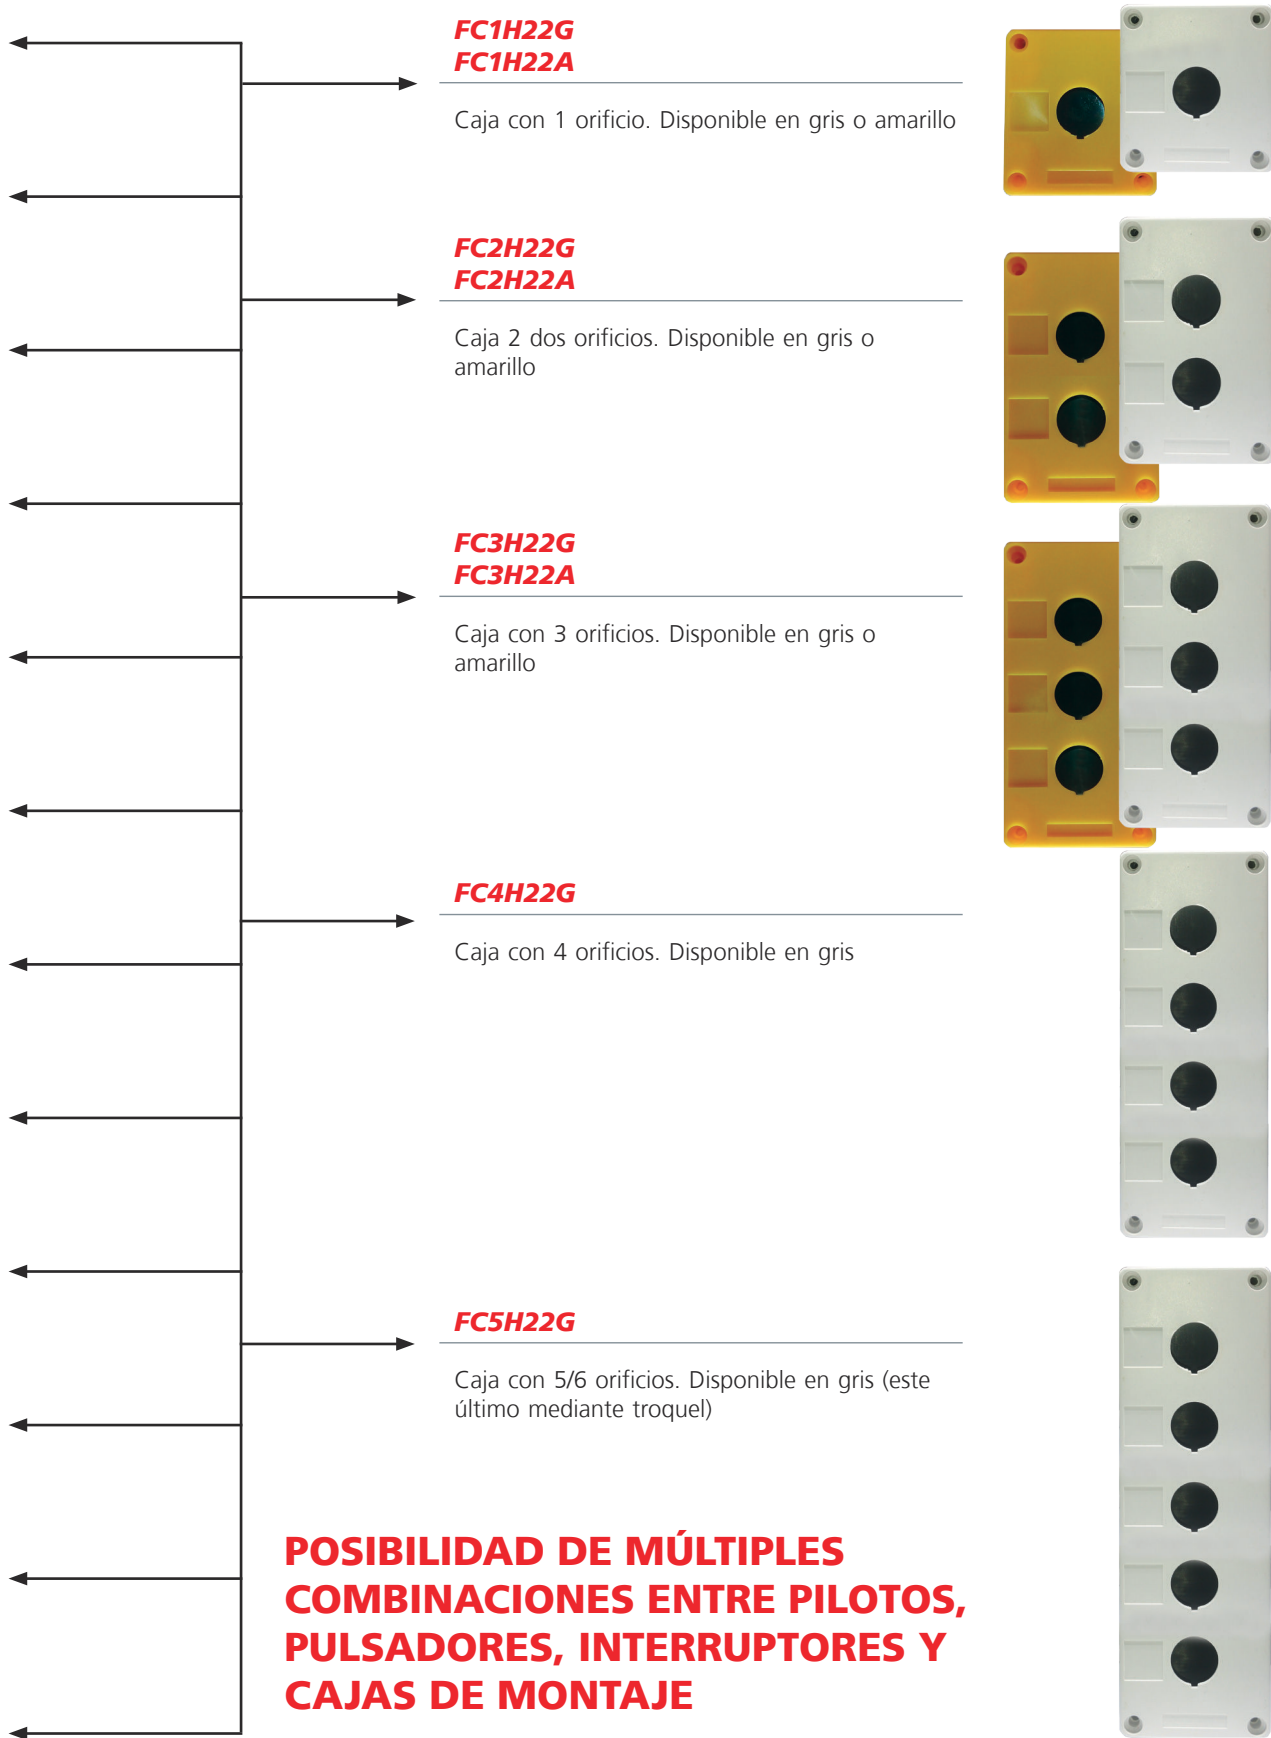 FC1H22G
FC1H22A
Caja con 1 orificio. Disponible en gris o amarillo
FC2H22G
FC2H22A
Caja 2 dos orificios. Disponible en gris o
amarillo
FC3H22G
FC3H22A
Caja con 3 orificios. Disponible en gris o
amarillo
FC4H22G
Caja con 4 orificios. Disponible en gris
FC5H22G
Caja con 5/6 orificios. Disponible en gris (este
último mediante troquel)
POSIBILIDAD DE MÚLTIPLES
COMBINACIONES ENTRE PILOTOS,
PULSADORES, INTERRUPTORES Y
CAJAS DE MONTAJE